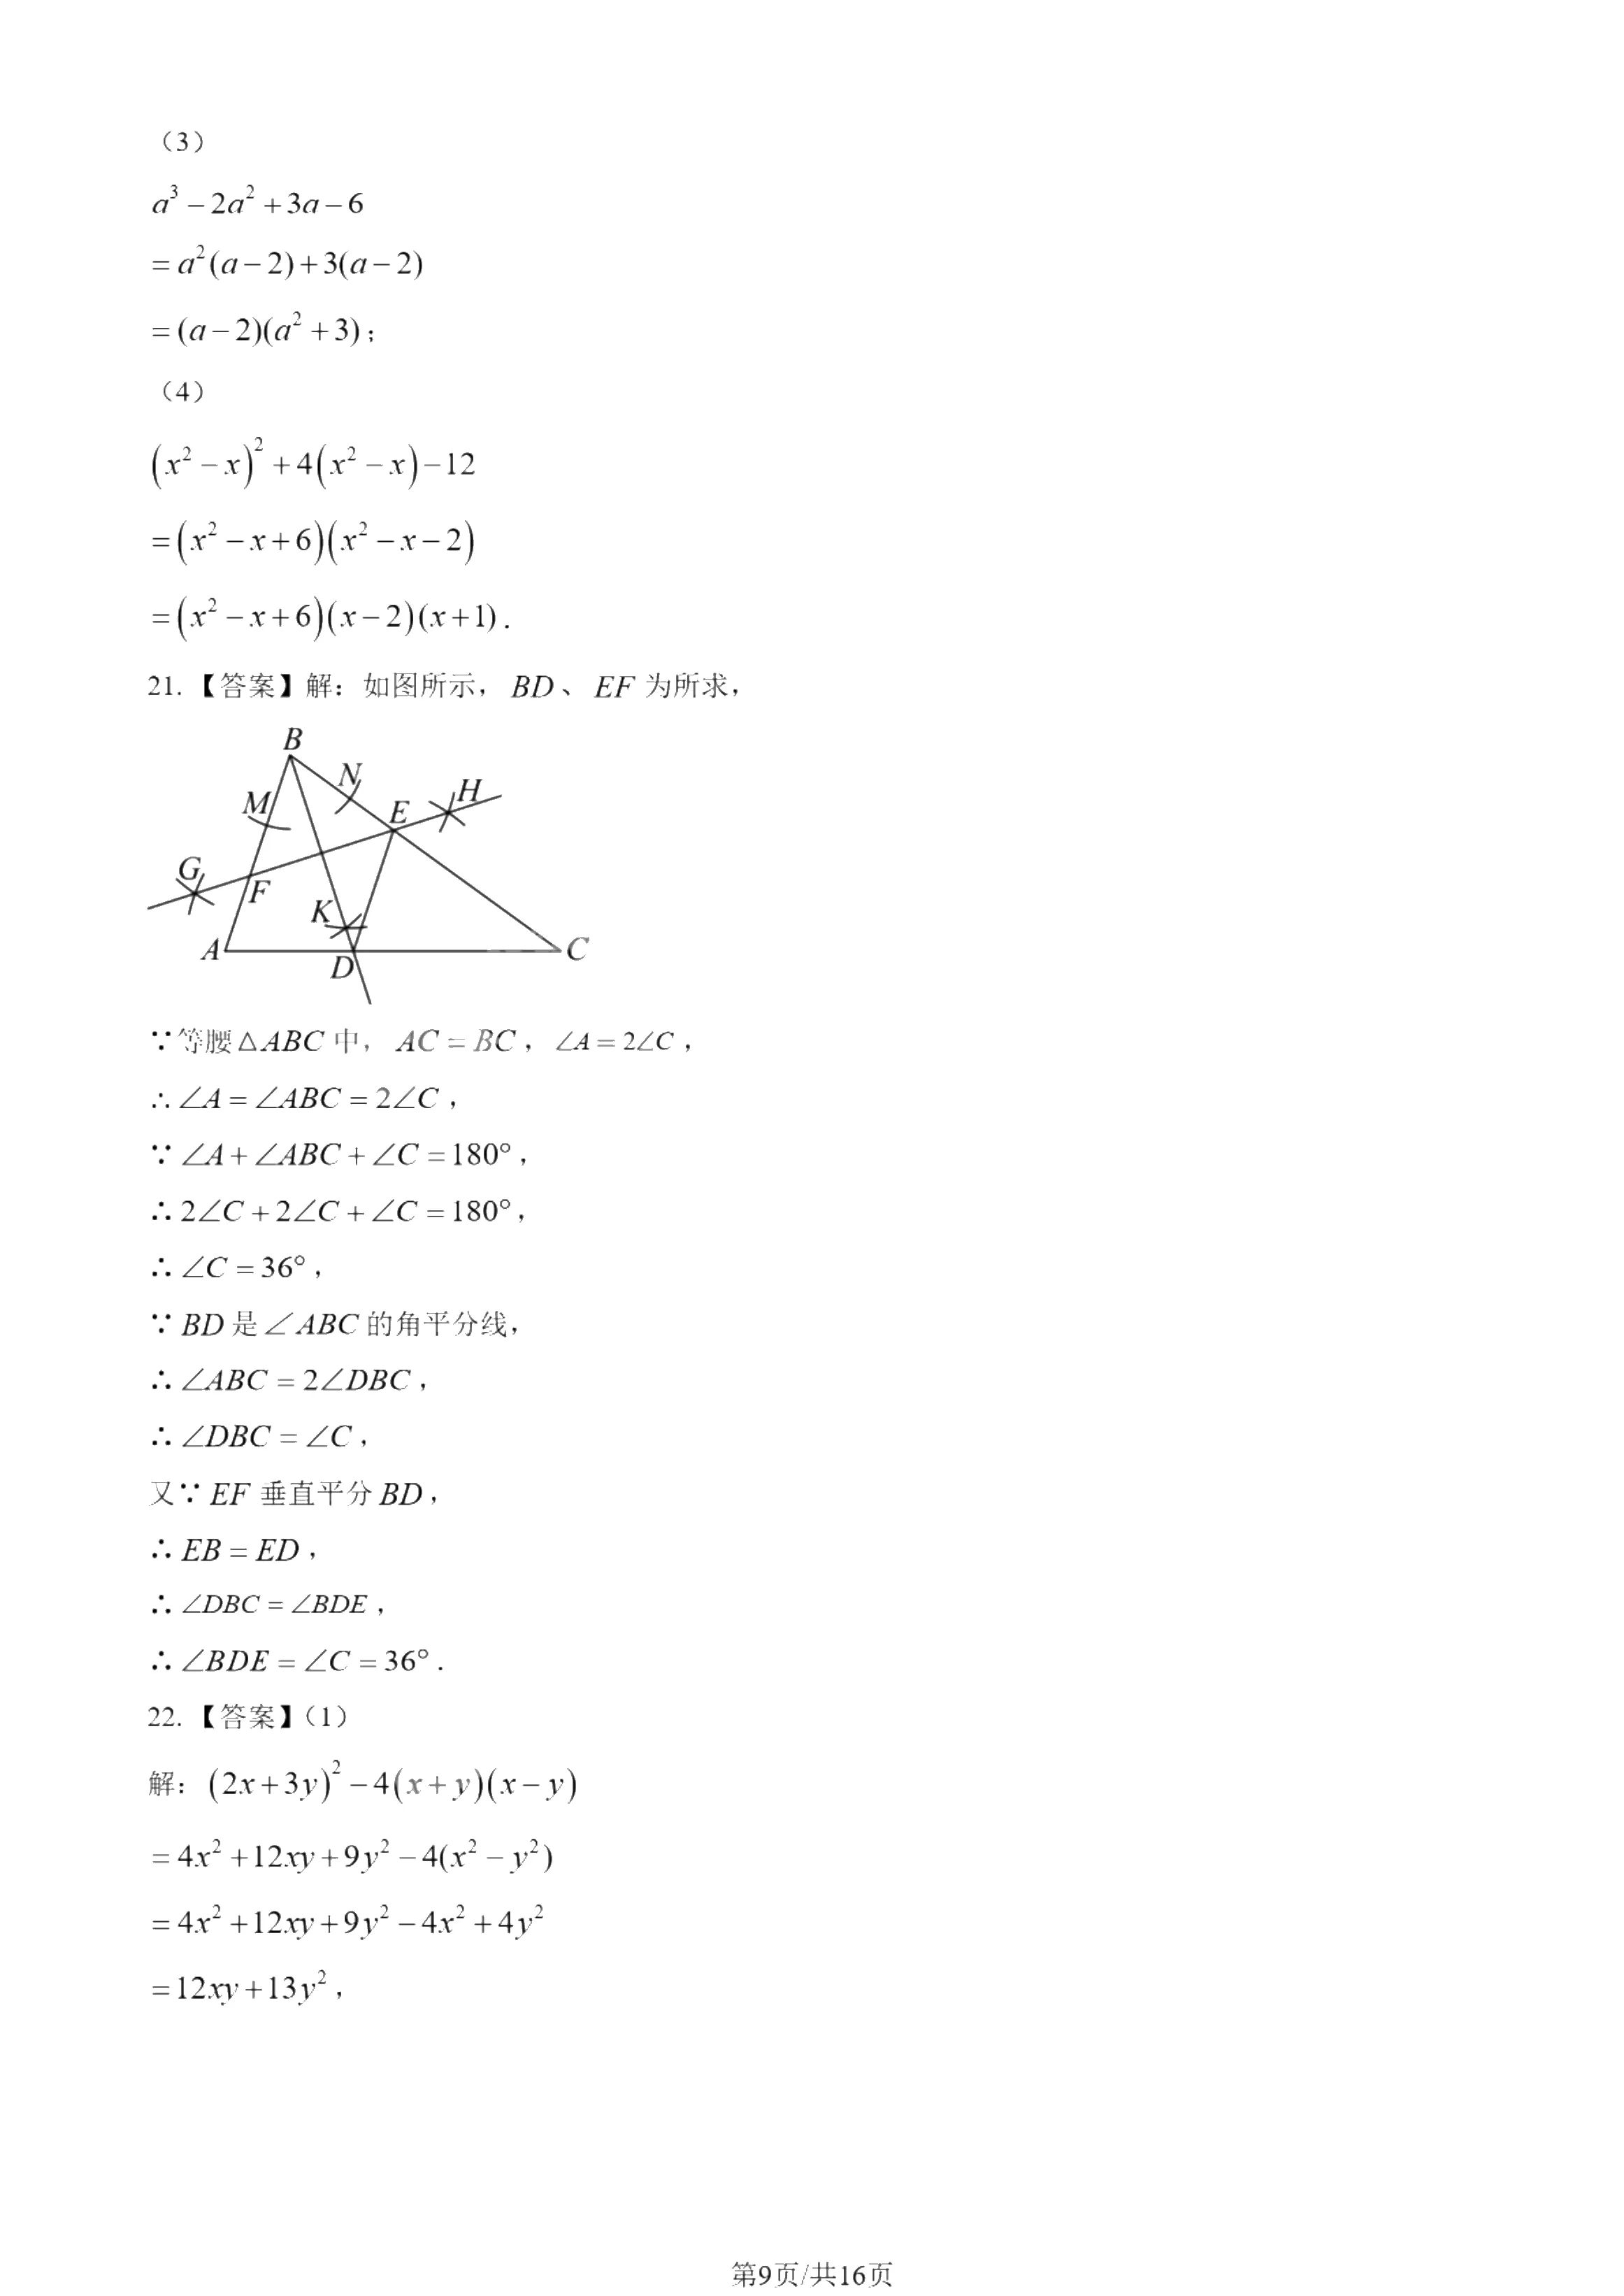 （3）
a³－2a²＋3a－6
＝a²(a－2)＋3(a－2)
＝(a－2)(a²＋3)；
（4）
(x²－x)²＋4(x²－x)－12
＝(x²－x＋6)(x²－x－2)
＝(x²－x＋6)(x－2)(x＋1)．
21.【答案】解：如图所示，BD、EF 为所求，
B
N
H
M
E
G
F
K
A
C
D
∵等腰△ABC 中，AC＝BC，∠A＝2∠C，
∴∠A＝∠ABC＝2∠C，
∵∠A＋∠ABC＋∠C＝180°，
∴2∠C＋2∠C＋∠C＝180°，
∴∠C＝36°，
∵BD 是∠ABC 的角平分线，
∴∠ABC＝2∠DBC，
∴∠DBC＝∠C，
又∵EF 垂直平分 BD，
∴EB＝ED，
∴∠DBC＝∠BDE，
∴∠BDE＝∠C＝36°．
22.【答案】（1）
解：(2x＋3y)²－4(x＋y)(x－y)
＝4x²＋12xy＋9y²－4(x²－y²)
＝4x²＋12xy＋9y²－4x²＋4y²
＝12xy＋13y²，
第9页/共16页